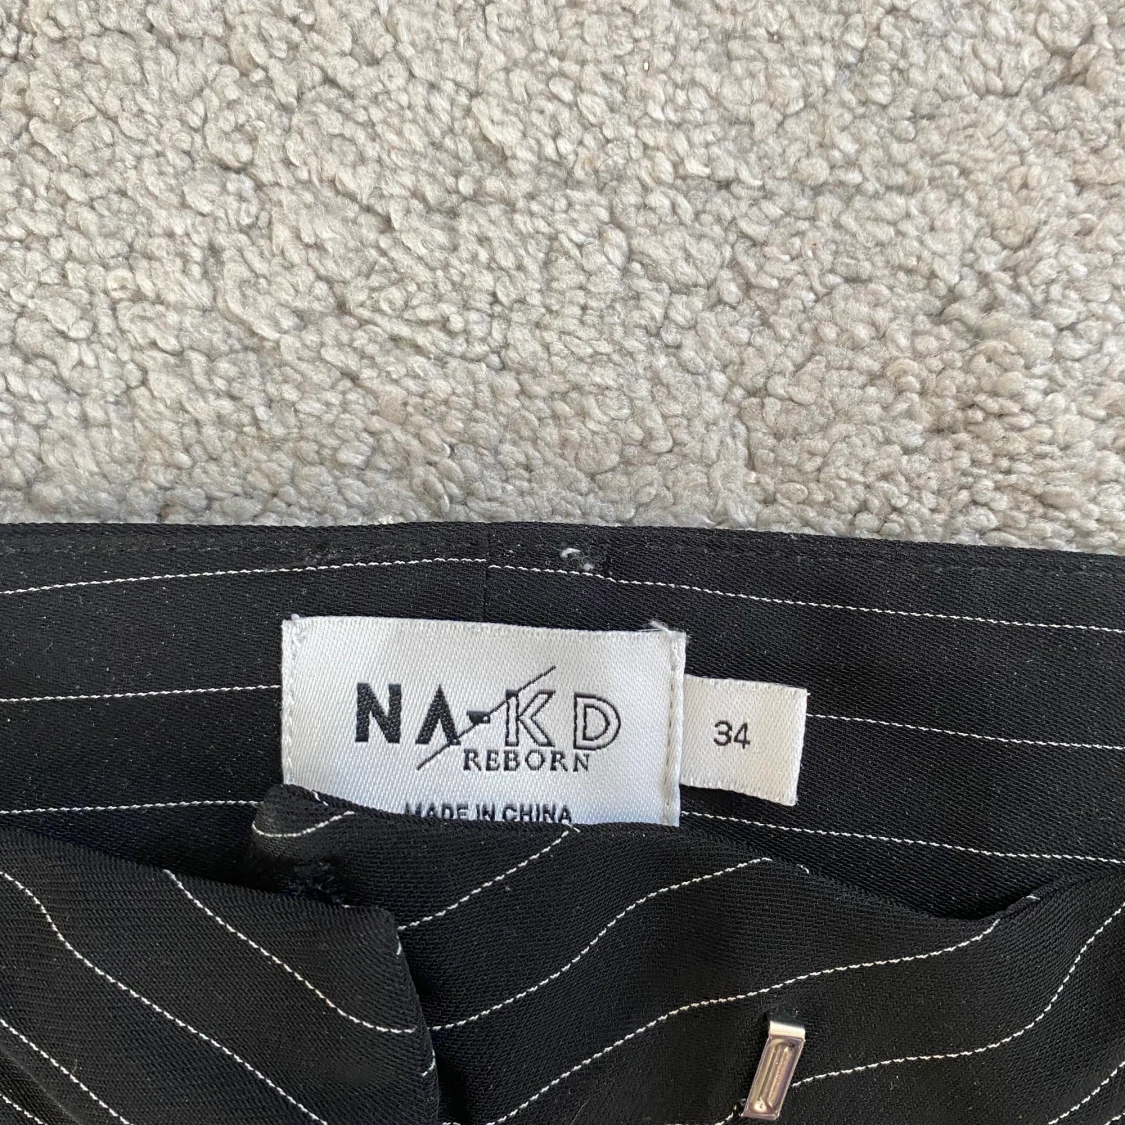 NA-KD
REBORN
MADE IN CHINA
34